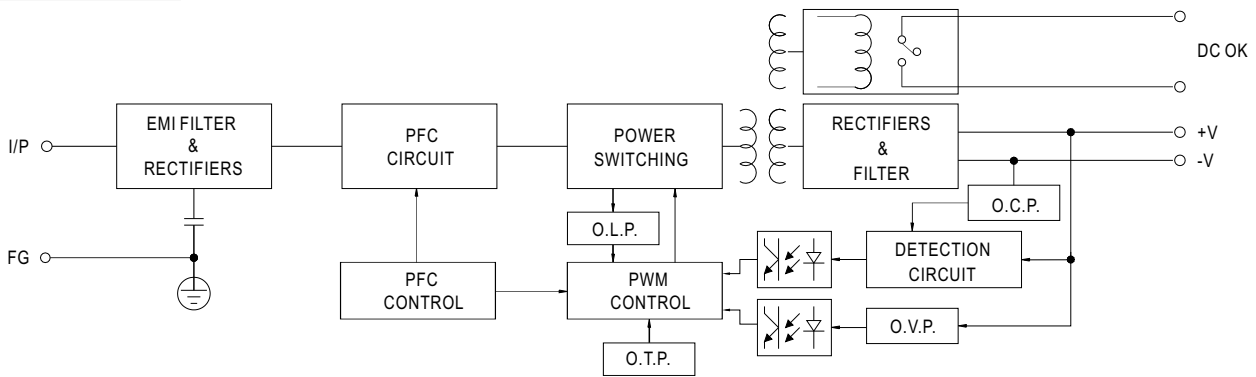 DC OK
I/P
EMI FILTER
&
RECTIFIERS
PFC
CIRCUIT
POWER
SWITCHING
RECTIFIERS
&
FILTER
+V
-V
O.C.P.
O.L.P.
FG
PFC
CONTROL
PWM
CONTROL
DETECTION
CIRCUIT
O.V.P.
O.T.P.